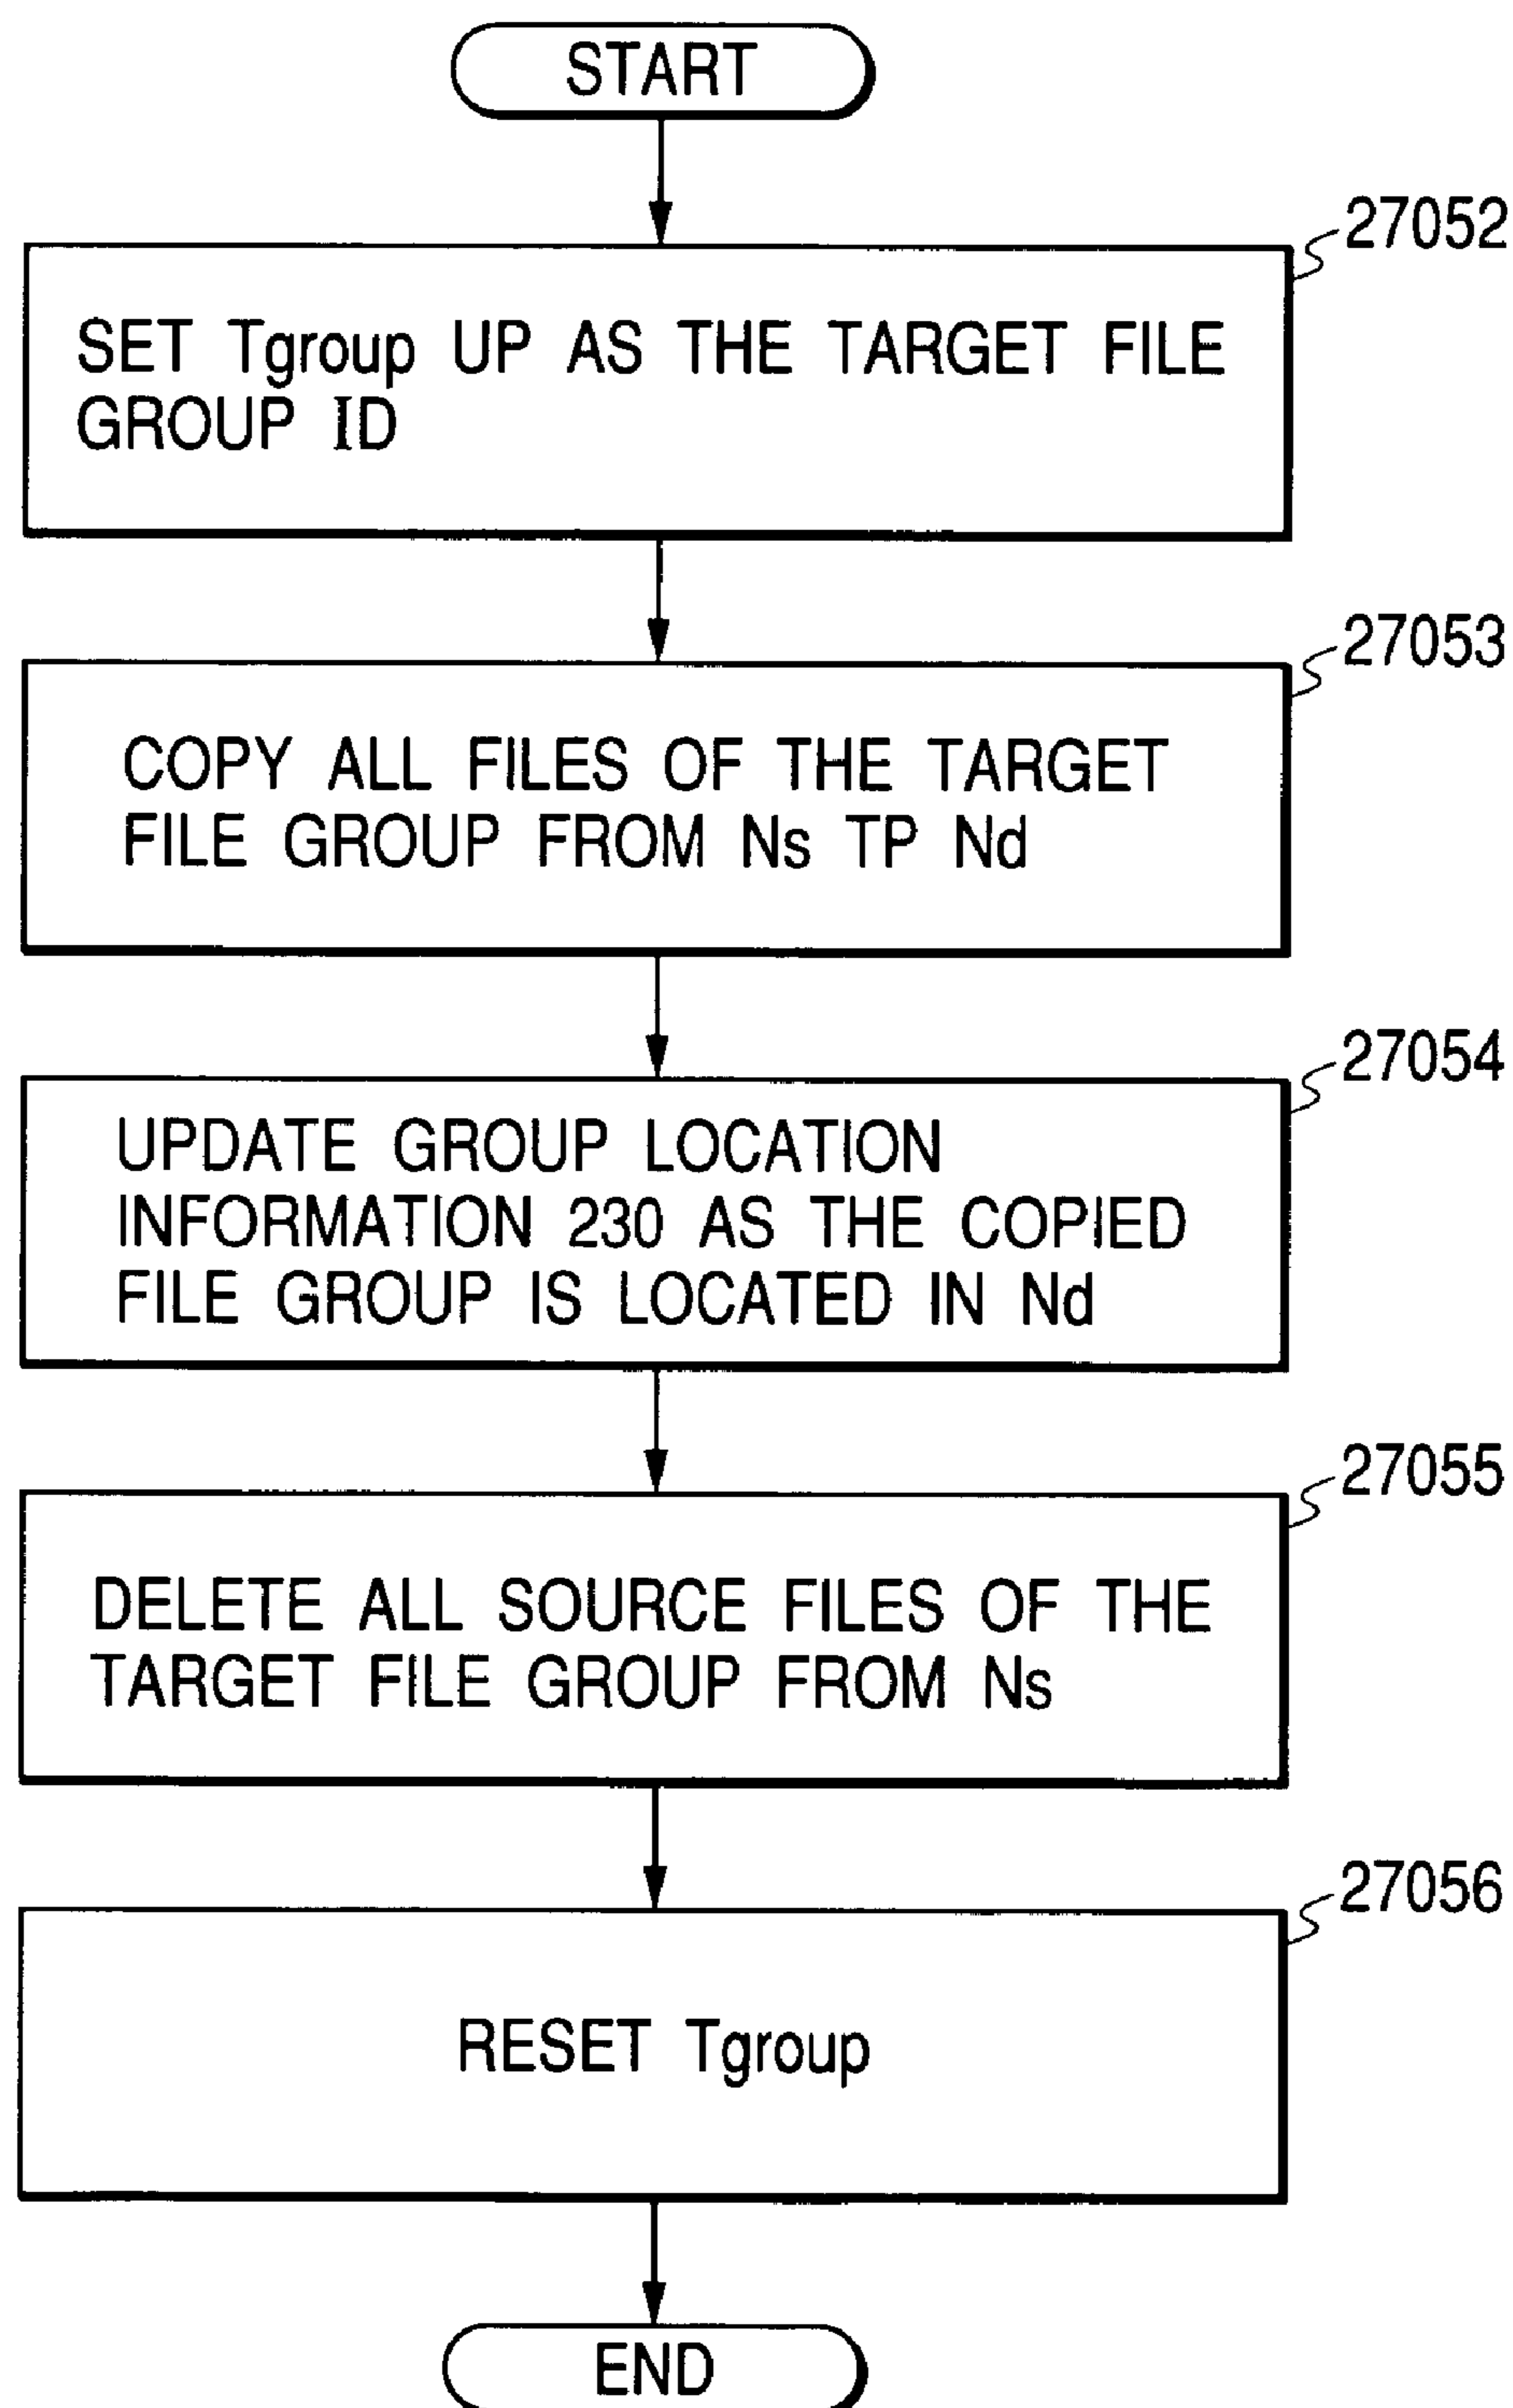 START
27052
SET Tgroup UP AS THE TARGET FILE
GROUP ID
27053
COPY ALL FILES OF THE TARGET
FILE GROUP FROM Ns TP Nd
27054
UPDATE GROUP LOCATION
INFORMATION 230 AS THE COPIED
FILE GROUP IS LOCATED IN Nd
27055
DELETE ALL SOURCE FILES OF THE
TARGET FILE GROUP FROM Ns
27056
RESET Tgroup
END